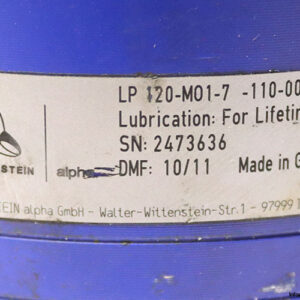 LP 120-M01-7 -110-00
Lubrication: For Lifetim
SN: 2473636
STEIN alpha DMF: 10/11 Made in G
EIN alpha GmbH - Walter-Wittenstein-Str.1 - 97999